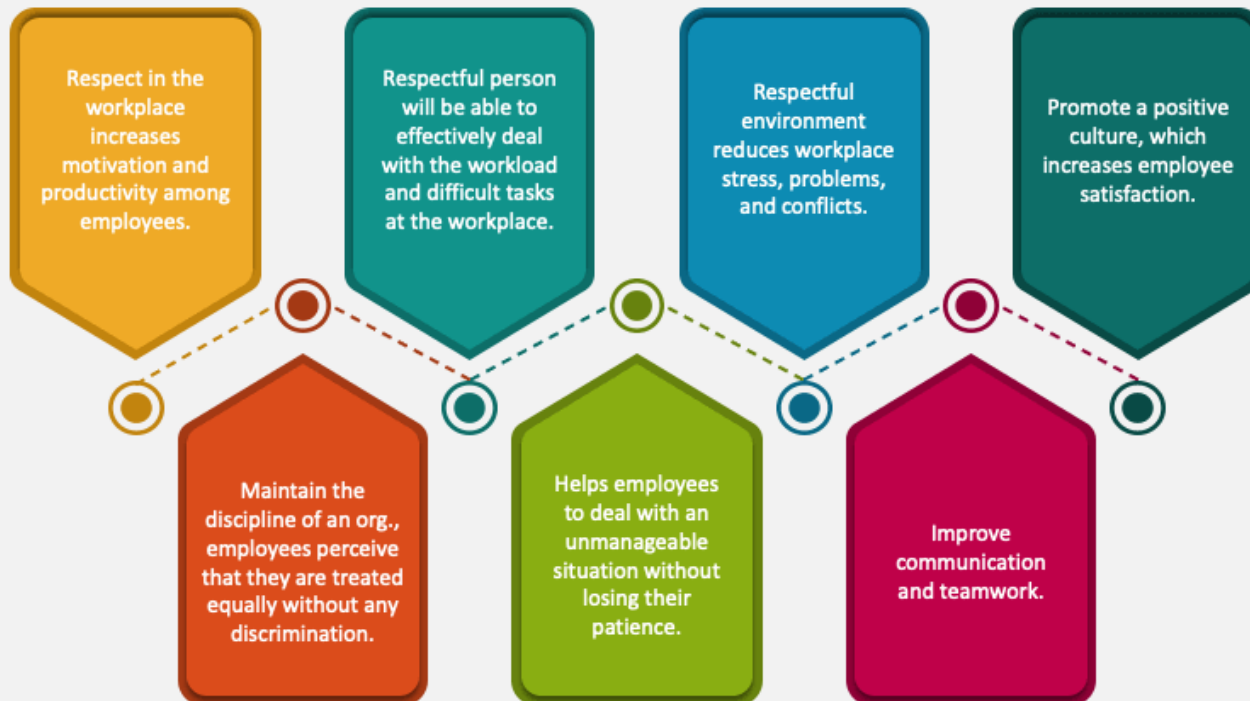 Respect in the
workplace
increases
motivation and
productivity among
employees.
Maintain the
discipline of an org.,
employees perceive
that they are treated
equally without any
discrimination.
Respectful person
will be able to
effectively deal
with the workload
and difficult tasks
at the workplace.
Helps employees
to deal with an
unmanageable
situation without
losing their
patience.
Respectful
environment
reduces workplace
stress, problems,
and conflicts.
Improve
communication
and teamwork.
Promote a positive
culture, which
increases employee
satisfaction.